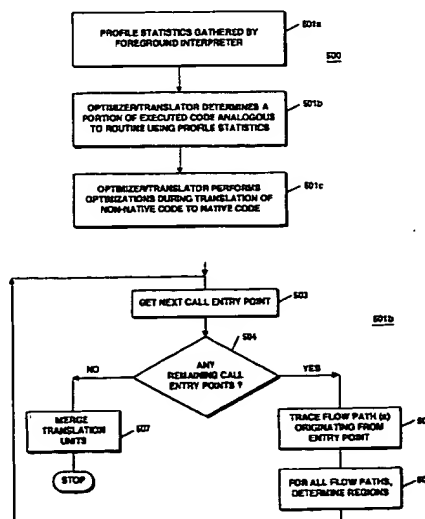 PROFILE STATISTICS GATHERED BY
FOREGROUND INTERPRETER
501a
500
OPTIMIZER/TRANSLATOR DETERMINES A
PORTION OF EXECUTED CODE ANALOGOUS
TO ROUTINE USING PROFILE STATISTICS
501b
OPTIMIZER/TRANSLATOR PERFORMS
OPTIMIZATIONS DURING TRANSLATION OF
NON-NATIVE CODE TO NATIVE CODE
501c
GET NEXT CALL ENTRY POINT
503
501b
504
ANY
REMAINING CALL
ENTRY POINTS ?
NO
YES
MERGE
TRANSLATION
UNITS
507
STOP
TRACE FLOW PATH (s)
ORIGINATING FROM
ENTRY POINT
FOR ALL FLOW PATHS,
DETERMINE REGIONS